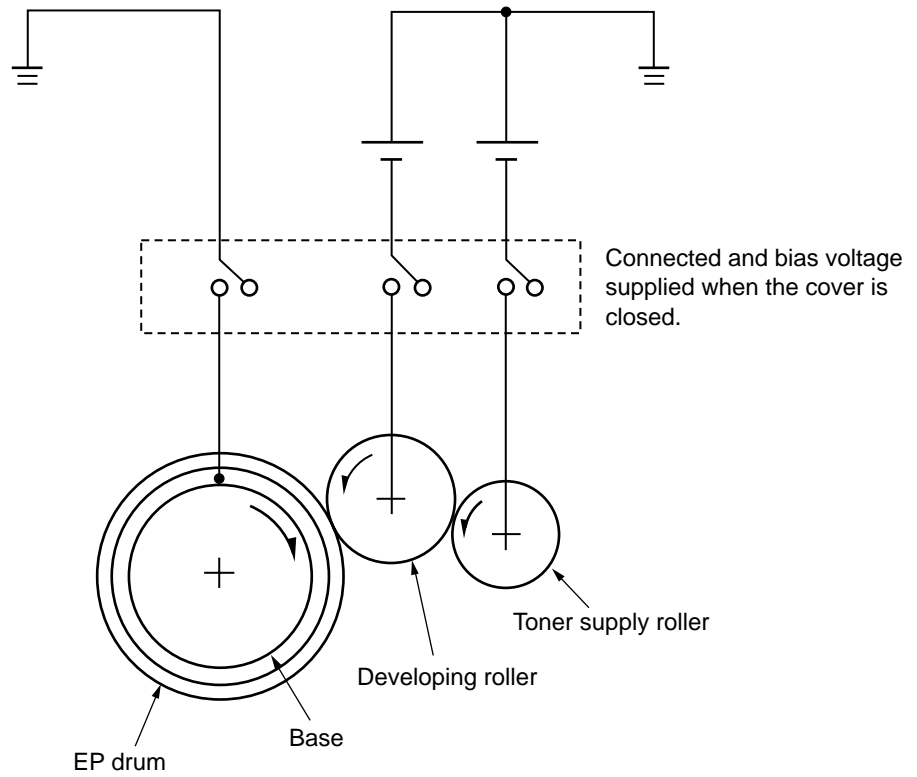 Connected and bias voltage
supplied when the cover is
closed.
Toner supply roller
Developing roller
Base
EP drum